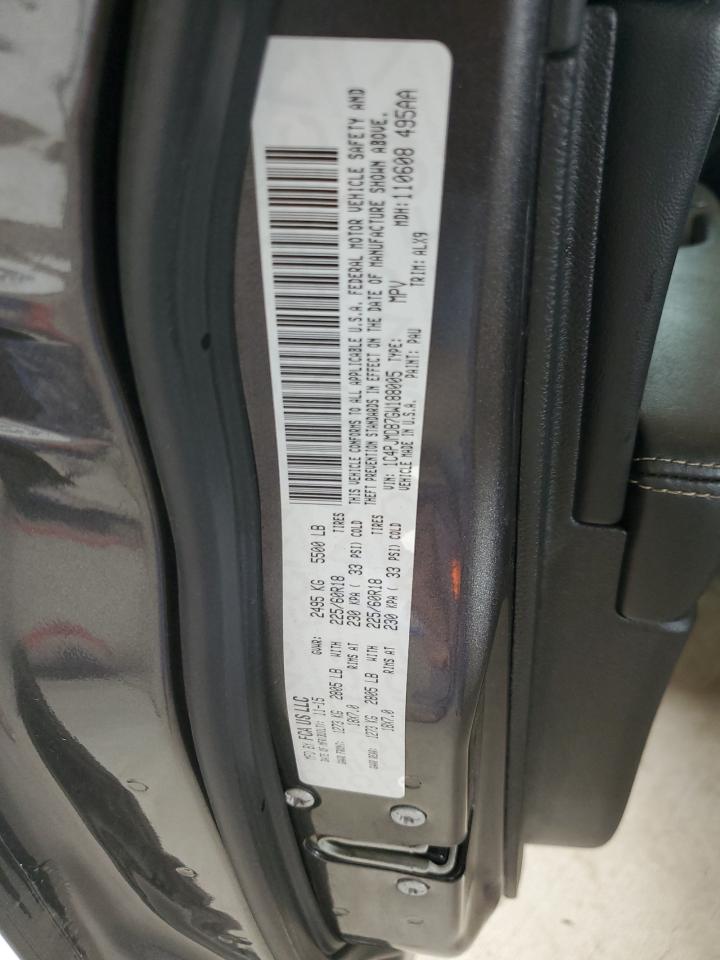 MFD BY: FCA US LLC
DATE OF MFR(BUILT): 11-15 GVWR: 2495 KG 5500 LB
GAWR FRONT: 1273 KG 2805 LB WITH 225/60R18 TIRES
18X7.0 RIMS AT 230 KPA ( 33 PSI) COLD
GAWR REAR: 1273 KG 2805 LB WITH 225/60R18 TIRES
18X7.0 RIMS AT 230 KPA ( 33 PSI) COLD
THIS VEHICLE CONFORMS TO ALL APPLICABLE U.S.A. FEDERAL MOTOR VEHICLE SAFETY AND
THEFT PREVENTION STANDARDS IN EFFECT ON THE DATE OF MANUFACTURE SHOWN ABOVE.
VIN: 1C4PJMDB7GW188005 TYPE: MPV MDH:110608 495AA
VEHICLE MADE IN U.S.A. PAINT: PAU TRIM: ALX9